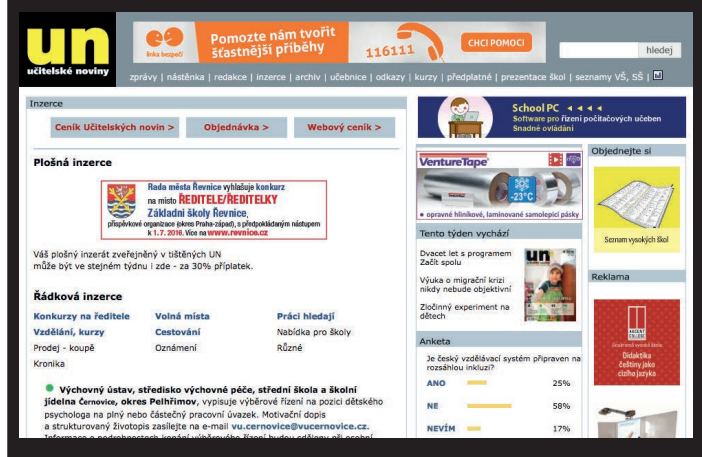 un
učitelské noviny
linka bezpečí
Pomozte nám tvořit
šťastnější příběhy
116111
CHCI POMOCI
hledej
zprávy | nástěnka | redakce | inzerce | archiv | učebnice | odkazy | kurzy | předplatné | prezentace škol | seznamy VŠ, SŠ |
Inzerce
Ceník Učitelských novin >
Objednávka >
Webový ceník >
Plošná inzerce
Rada města Řevnice vyhlašuje konkurz
na místo ŘEDITELE/ŘEDITELKY
Základní školy Řevnice,
příspěvkové organizace (okres Praha-západ), s předpokládaným nástupem
k 1. 7. 2016. Více na www.revnice.cz
Váš plošný inzerát zveřejněný v tištěných UN
může být ve stejném týdnu i zde - za 30% příplatek.
Řádková inzerce
Konkurzy na ředitele
Volná místa
Práci hledají
Vzdělání, kurzy
Cestování
Nabídka pro školy
Prodej - koupě
Oznámení
Různé
Kronika
Výchovný ústav, středisko výchovné péče, střední škola a školní
jídelna Černovice, okres Pelhřimov, vypisuje výběrové řízení na pozici dětského
psychologa na plný nebo částečný pracovní úvazek. Motivační dopis
a strukturovaný životopis zasílejte na e-mail vu.cernovice@vucernovice.cz.
School PC
Software pro řízení počítačových učeben
Snadné ovládání
VentureTape
-23°C
• opravné hliníkové, laminované samolepicí pásky
Tento týden vychází
Dvacet let s programem
Začít spolu
Výuka o migrační krizi
nikdy nebude objektivní
Zločinný experiment na
dětech
un
Anketa
Je český vzdělávací systém připraven na
rozsáhlou inkluzi?
ANO 25%
NE 58%
NEVÍM 17%
Objednejte si
Seznam vysokých škol
Reklama
AKCENT
COLLEGE
Didaktika
češtiny jako
cizího jazyka